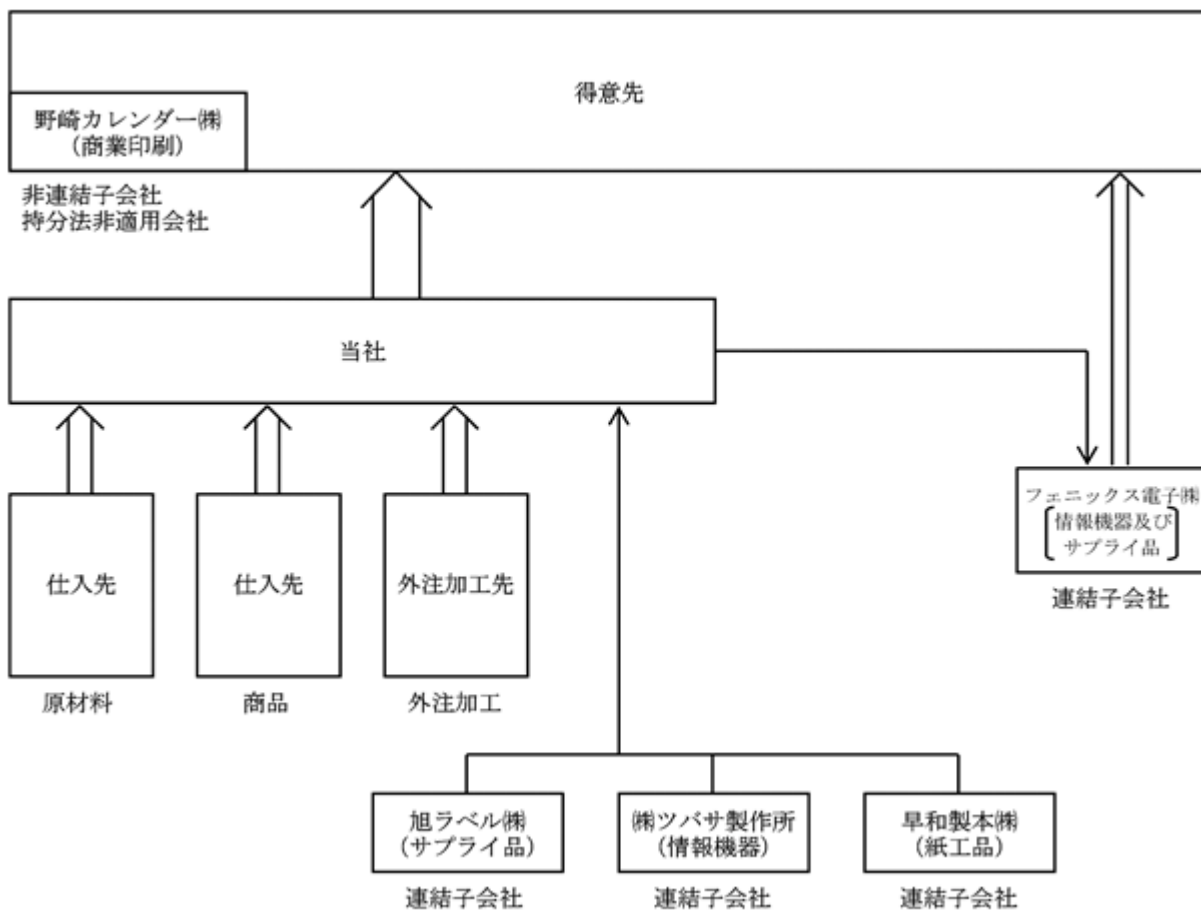 得意先
野崎カレンダー㈱
(商業印刷)
非連結子会社
持分法非適用会社
当社
フェニックス電子㈱
情報機器及び
サプライ品
連結子会社
仕入先
仕入先
外注加工先
原材料
商品
外注加工
旭ラベル㈱
(サプライ品)
㈱ツバサ製作所
(情報機器)
早和製本㈱
(紙工品)
連結子会社
連結子会社
連結子会社